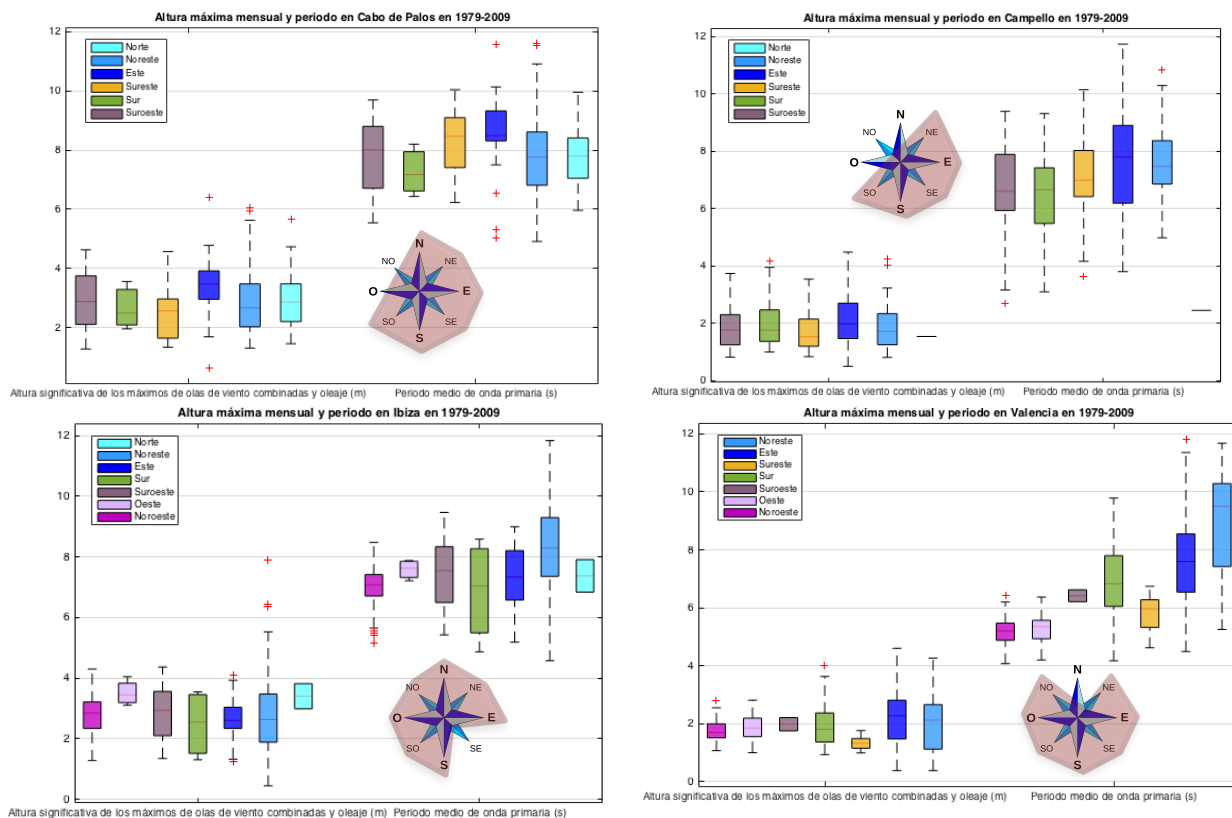 Altura máxima mensual y periodo en Cabo de Palos en 1979-2009
12
10
8
6
4
2
Norte
Noreste
Este
Sureste
Sur
Suroeste
N
NO
NE
O
E
SO
SE
S
Altura significativa de los máximos de olas de viento combinadas y oleaje (m)
Periodo medio de onda primaria (s)
Altura máxima mensual y periodo en Campello en 1979-2009
12
10
8
6
4
2
0
Norte
Noreste
Este
Sureste
Sur
Suroeste
N
NO
NE
O
E
SO
SE
S
Altura significativa de los máximos de olas de viento combinadas y oleaje (m)
Periodo medio de onda primaria (s)
Altura máxima mensual y periodo en Ibiza en 1979-2009
12
10
8
6
4
2
0
Norte
Noreste
Este
Sur
Suroeste
Oeste
Noroeste
N
NO
NE
O
E
SO
SE
S
Altura significativa de los máximos de olas de viento combinadas y oleaje (m)
Periodo medio de onda primaria (s)
Altura máxima mensual y periodo en Valencia en 1979-2009
12
10
8
6
4
2
0
Noreste
Este
Sureste
Sur
Suroeste
Oeste
Noroeste
N
NO
NE
O
E
SO
SE
S
Altura significativa de los máximos de olas de viento combinadas y oleaje (m)
Periodo medio de onda primaria (s)